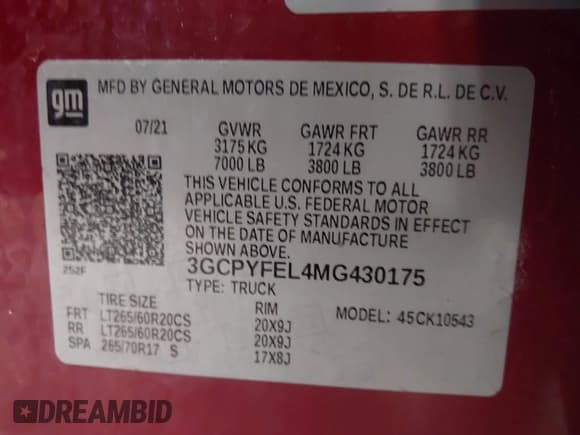 gm
MFD BY GENERAL MOTORS DE MEXICO, S. DE R.L. DE C.V.
07/21 GVWR GAWR FRT GAWR RR
3175 KG 1724 KG 1724 KG
7000 LB 3800 LB 3800 LB
THIS VEHICLE CONFORMS TO ALL
APPLICABLE U.S. FEDERAL MOTOR
VEHICLE SAFETY STANDARDS IN EFFECT
ON THE DATE OF MANUFACTURE
SHOWN ABOVE.
252F
3GCPYFEL4MG430175
TYPE: TRUCK
TIRE SIZE RIM MODEL: 45CK10543
FRT LT265/60R20CS 20X9J
RR LT265/60R20CS 20X9J
SPA 265/70R17 S 17X8J
DREAMBID